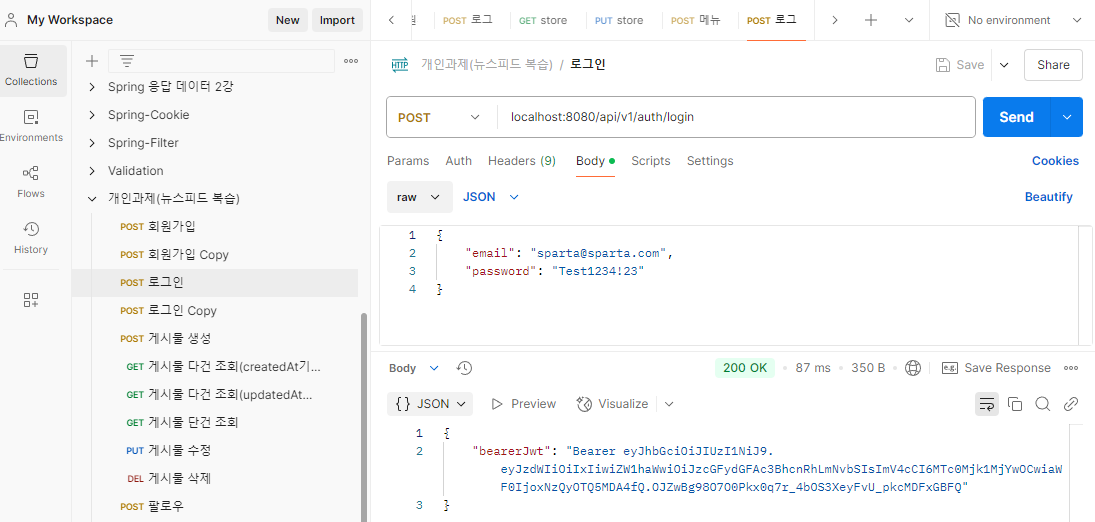 My Workspace
New
Import
POST 로그
GET store
PUT store
POST 메뉴
POST 로그
No environment
Collections
Environments
Flows
History
Spring 응답 데이터 2강
Spring-Cookie
Spring-Filter
Validation
개인과제(뉴스피드 복습)
POST 회원가입
POST 회원가입 Copy
POST 로그인
POST 로그인 Copy
POST 게시물 생성
GET 게시물 다건 조회(createdAt기...
GET 게시물 다건 조회(updatedAt...
GET 게시물 단건 조회
PUT 게시물 수정
DEL 게시물 삭제
POST 팔로우
HTTP 개인과제(뉴스피드 복습) / 로그인
Save
Share
POST
localhost:8080/api/v1/auth/login
Send
Params Auth Headers (9) Body Scripts Settings
Cookies
raw
JSON
Beautify
1 {
2 "email": "sparta@sparta.com",
3 "password": "Test1234!23"
4 }
Body
200 OK
87 ms
350 B
e.g. Save Response
{} JSON
Preview
Visualize
1 {
2 "bearerJwt": "Bearer eyJhbGciOiJIUzI1NiJ9.
eyJzdWIiOiIxIiwiZW1haWwiOiJzcGFydGFAc3BhcnRhLmNvbSIsImV4cCI6MTc0Mjk1MjYwOCwiaW
F0IjoxNzQyOTQ5MDA4fQ.OJZwBg98O7O0Pkx0q7r_4bOS3XeyFvU_pkcMDFxGBFQ"
3 }